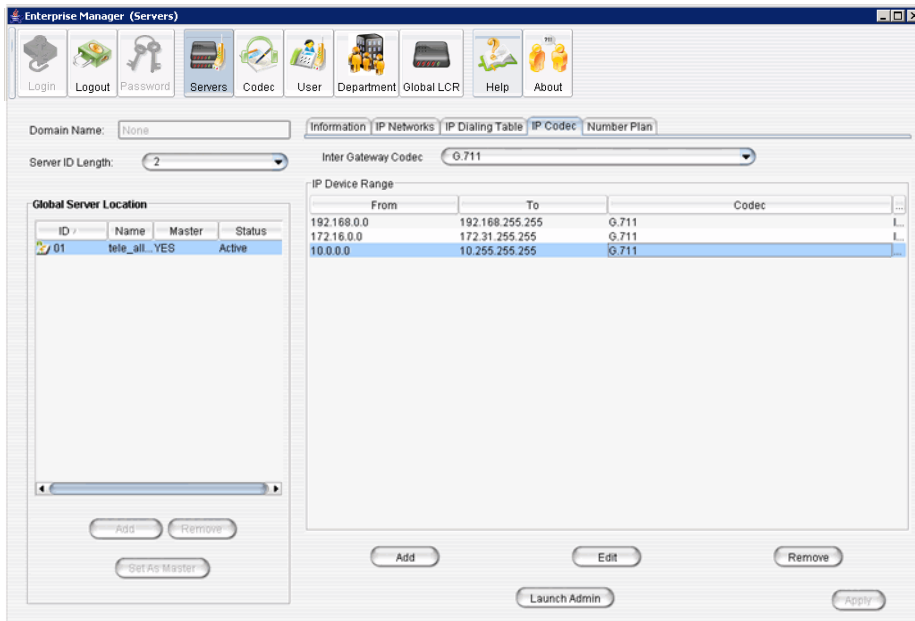 Enterprise Manager (Servers)
Login Logout Password Servers Codec User Department Global LCR Help About
Domain Name: None
Server ID Length: 2
Global Server Location
ID Name Master Status
01 tele_all... YES Active
Add Remove
Set As Master
Information IP Networks IP Dialing Table IP Codec Number Plan
Inter Gateway Codec G.711
IP Device Range
From To Codec ...
192.168.0.0 192.168.255.255 G.711 I...
172.16.0.0 172.31.255.255 G.711 I...
10.0.0.0 10.255.255.255 G.711 ...
Add Edit Remove
Launch Admin Apply